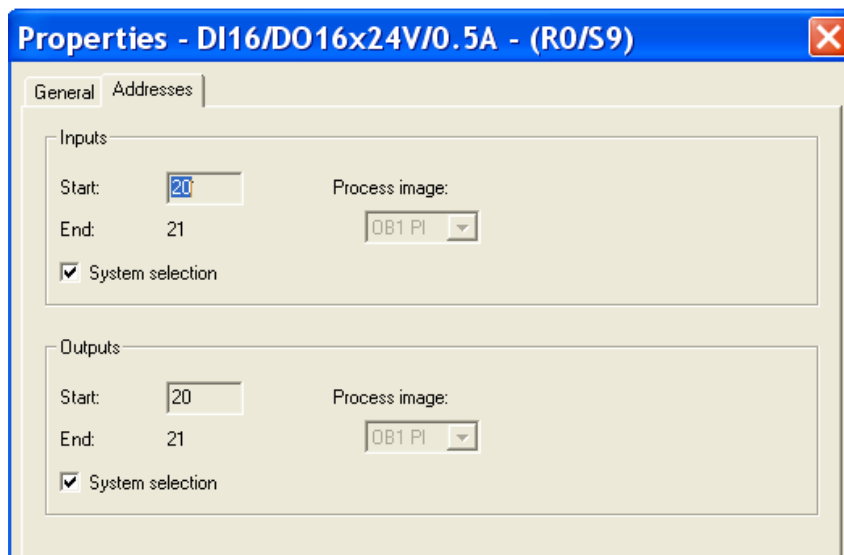 Properties - DI16/DO16x24V/0.5A - (R0/S9)
General Addresses
Inputs
Start: 20 Process image:
End: 21 OB1 PI
System selection
Outputs
Start: 20 Process image:
End: 21 OB1 PI
System selection